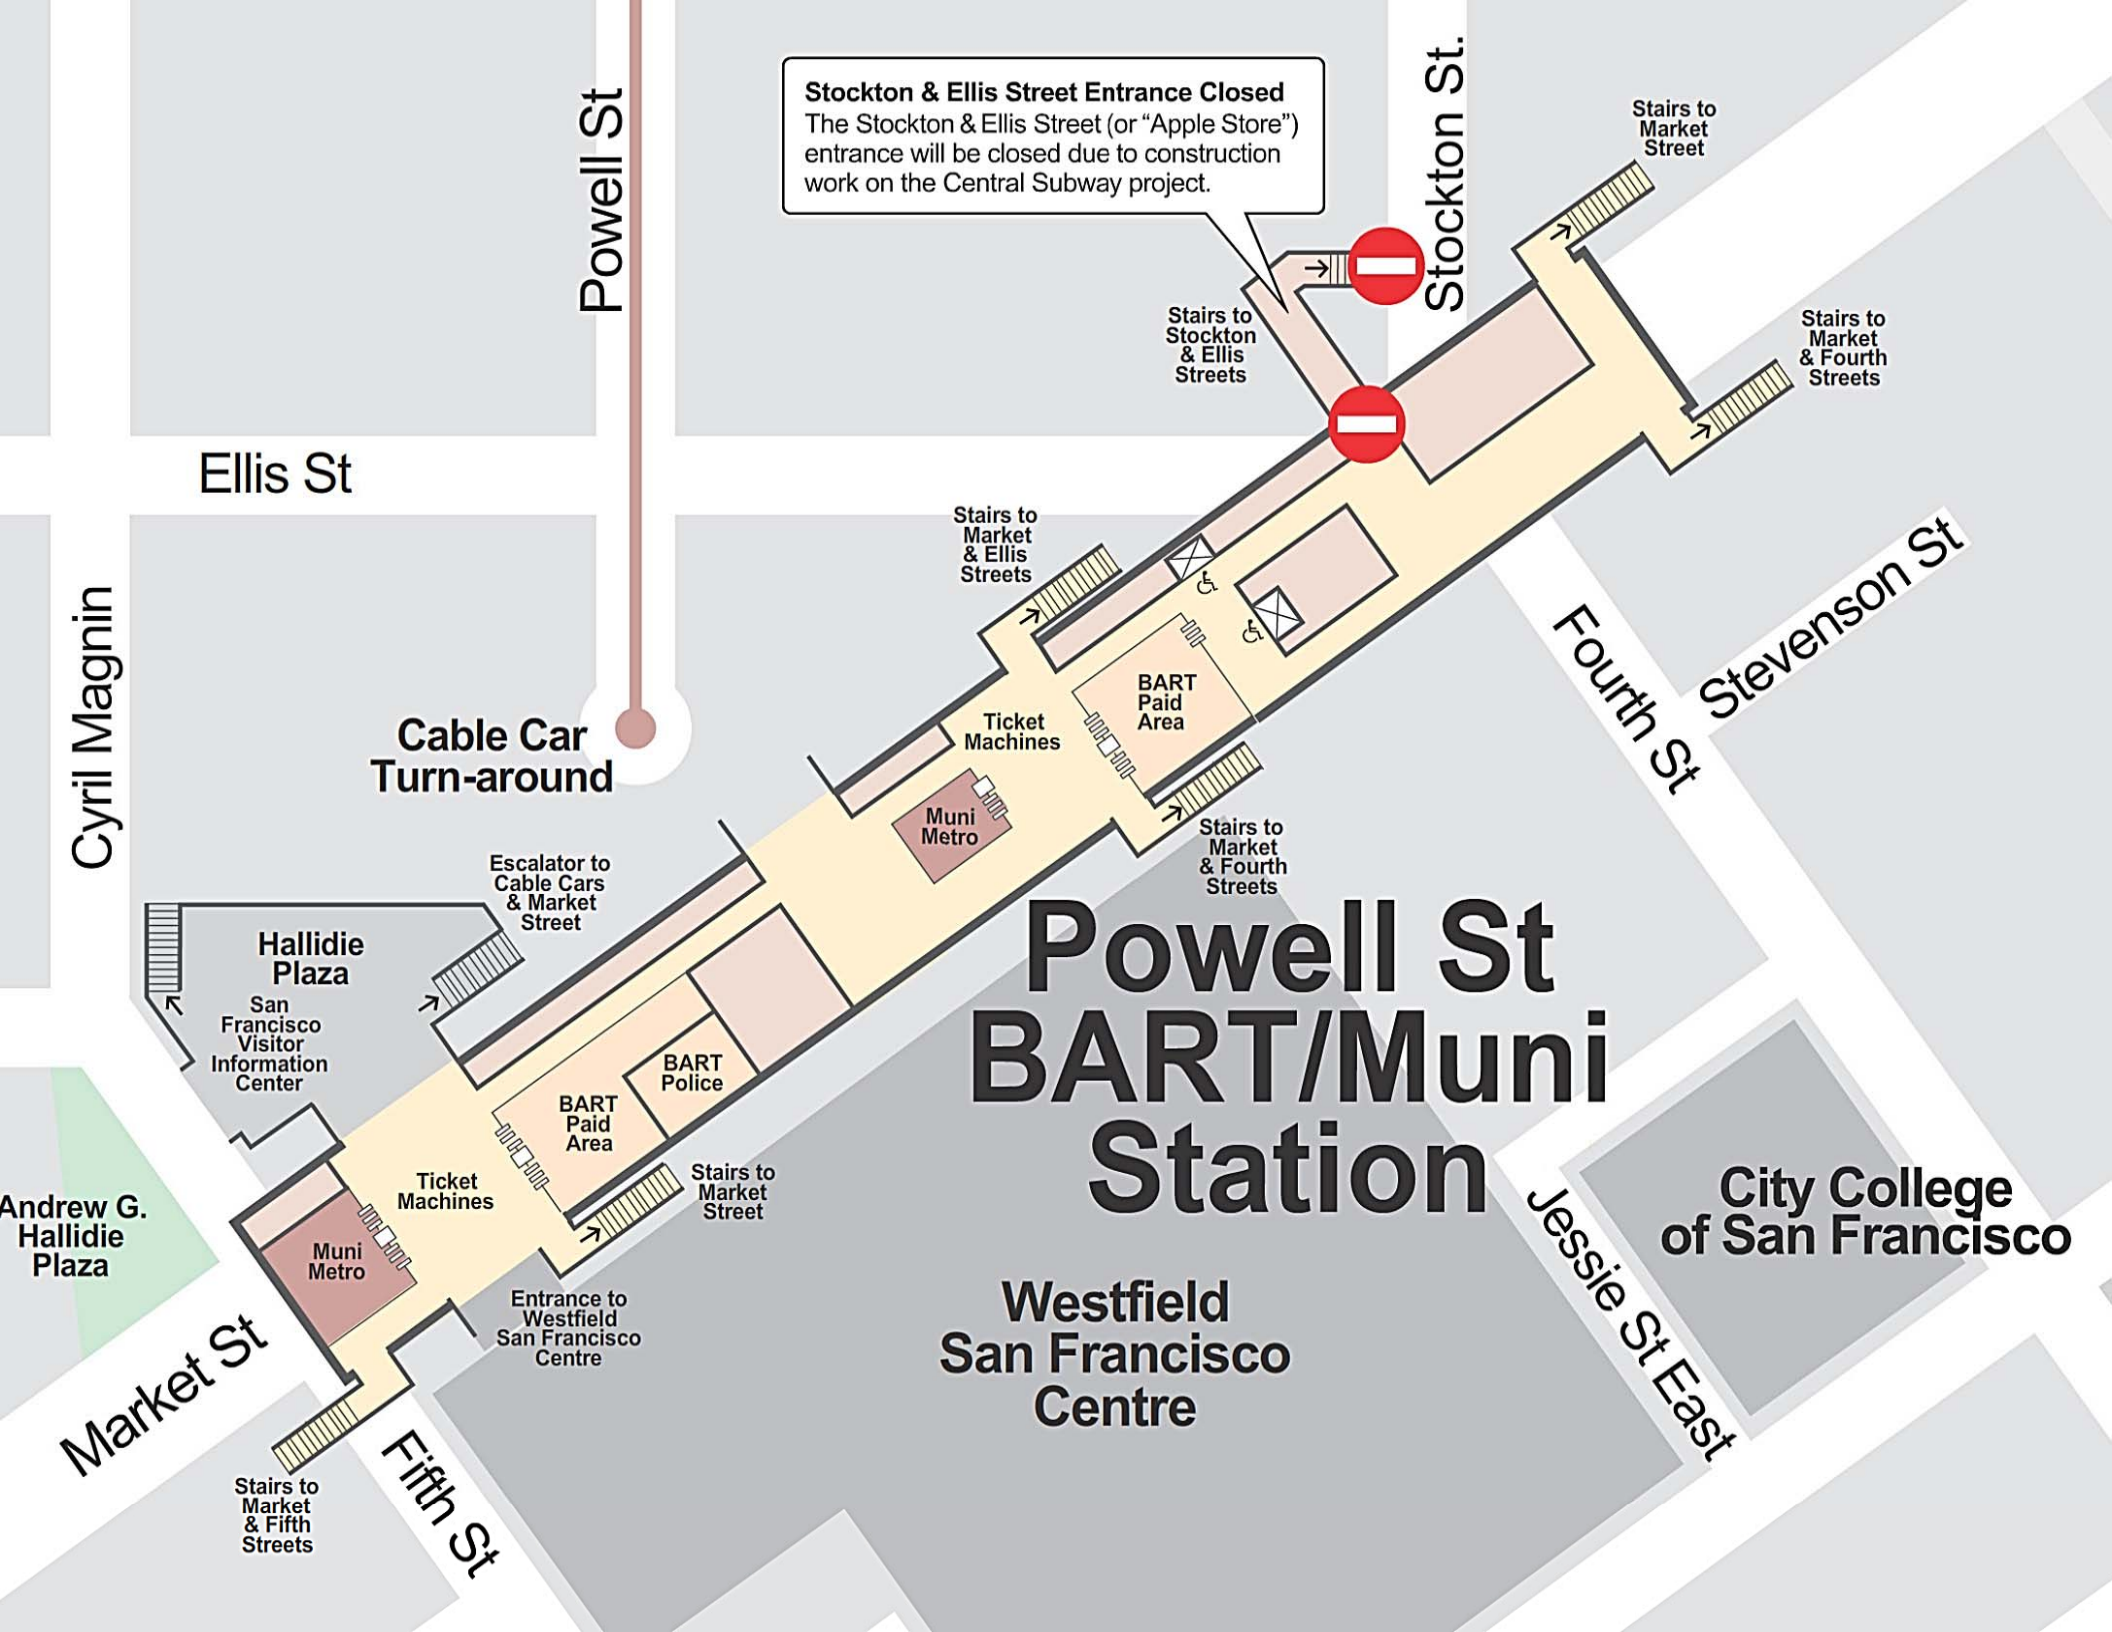 Powell St
Stockton & Ellis Street Entrance Closed
The Stockton & Ellis Street (or “Apple Store”)
entrance will be closed due to construction
work on the Central Subway project.
Stockton St.
Stairs to
Market
Street
Stairs to
Stockton
& Ellis
Streets
Stairs to
Market
& Fourth
Streets
Ellis St
Stairs to
Market
& Ellis
Streets
Cyril Magnin
Cable Car
Turn-around
Ticket
Machines
BART
Paid
Area
Fourth St
Stevenson St
Muni
Metro
Stairs to
Market
& Fourth
Streets
Escalator to
Cable Cars
& Market
Street
Hallidie
Plaza
San
Francisco
Visitor
Information
Center
Powell St
BART/Muni
Station
BART
Police
BART
Paid
Area
Ticket
Machines
Stairs to
Market
Street
Andrew G.
Hallidie
Plaza
Muni
Metro
Entrance to
Westfield
San Francisco
Centre
Westfield
San Francisco
Centre
City College
of San Francisco
Jessie St East
Market St
Fifth St
Stairs to
Market
& Fifth
Streets